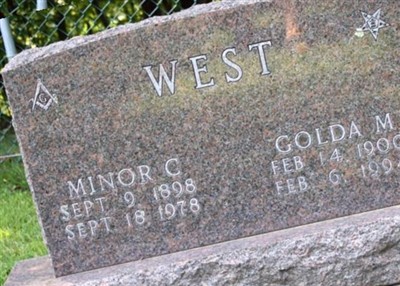 WEST
MINOR C
SEPT. 9 1898
SEPT. 18 1978
GOLDA M
FEB. 14 1900
FEB. 6